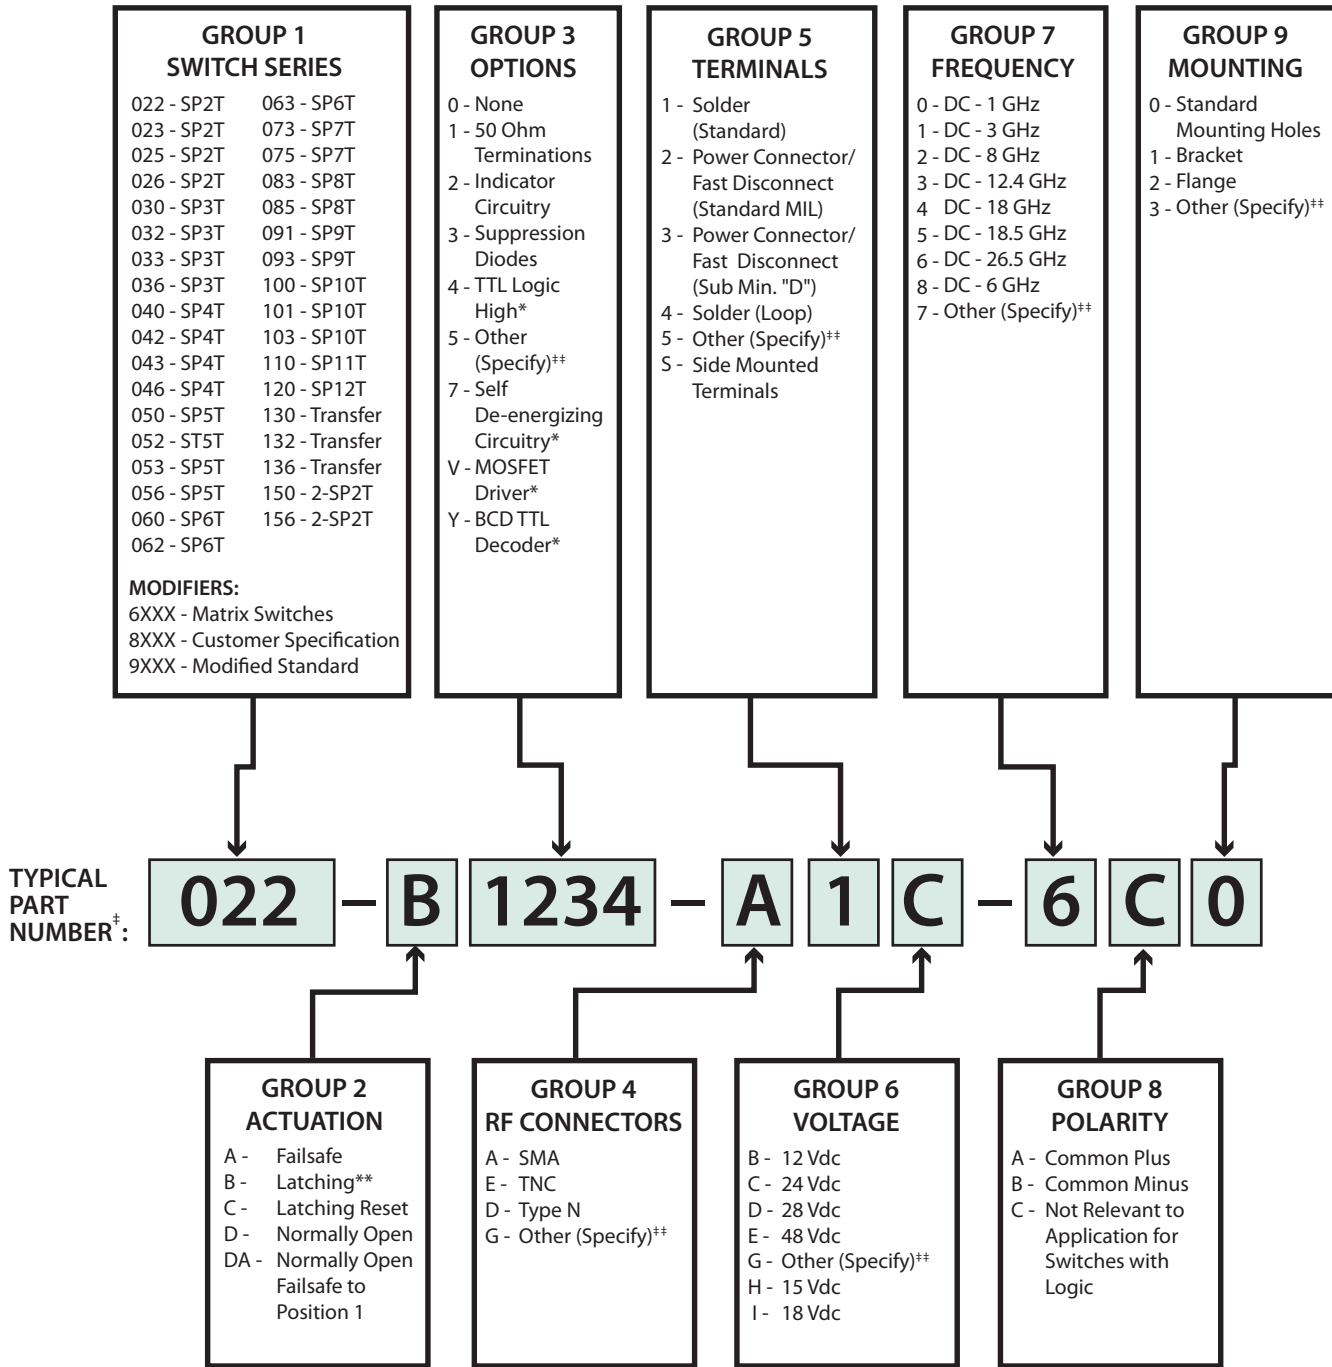 GROUP 1
SWITCH SERIES
022 - SP2T
023 - SP2T
025 - SP2T
026 - SP2T
030 - SP3T
032 - SP3T
033 - SP3T
036 - SP3T
040 - SP4T
042 - SP4T
043 - SP4T
046 - SP4T
050 - SP5T
052 - ST5T
053 - SP5T
056 - SP5T
060 - SP6T
062 - SP6T
063 - SP6T
073 - SP7T
075 - SP7T
083 - SP8T
085 - SP8T
091 - SP9T
093 - SP9T
100 - SP10T
101 - SP10T
103 - SP10T
110 - SP11T
120 - SP12T
130 - Transfer
132 - Transfer
136 - Transfer
150 - 2-SP2T
156 - 2-SP2T
MODIFIERS:
6XXX - Matrix Switches
8XXX - Customer Specification
9XXX - Modified Standard
GROUP 3
OPTIONS
0 - None
1 - 50 Ohm
Terminations
2 - Indicator
Circuitry
3 - Suppression
Diodes
4 - TTL Logic
High*
5 - Other
(Specify)‡‡
7 - Self
De-energizing
Circuitry*
V - MOSFET
Driver*
Y - BCD TTL
Decoder*
GROUP 5
TERMINALS
1 - Solder
(Standard)
2 - Power Connector/
Fast Disconnect
(Standard MIL)
3 - Power Connector/
Fast Disconnect
(Sub Min. "D")
4 - Solder (Loop)
5 - Other (Specify)‡‡
S - Side Mounted
Terminals
GROUP 7
FREQUENCY
0 - DC - 1 GHz
1 - DC - 3 GHz
2 - DC - 8 GHz
3 - DC - 12.4 GHz
4 DC - 18 GHz
5 - DC - 18.5 GHz
6 - DC - 26.5 GHz
8 - DC - 6 GHz
7 - Other (Specify)‡‡
GROUP 9
MOUNTING
0 - Standard
Mounting Holes
1 - Bracket
2 - Flange
3 - Other (Specify)‡‡
TYPICAL
PART
NUMBER‡:
022 – B 1234 – A 1 C – 6 C 0
GROUP 2
ACTUATION
A - Failsafe
B - Latching**
C - Latching Reset
D - Normally Open
DA - Normally Open
Failsafe to
Position 1
GROUP 4
RF CONNECTORS
A - SMA
E - TNC
D - Type N
G - Other (Specify)‡‡
GROUP 6
VOLTAGE
B - 12 Vdc
C - 24 Vdc
D - 28 Vdc
E - 48 Vdc
G - Other (Specify)‡‡
H - 15 Vdc
I - 18 Vdc
GROUP 8
POLARITY
A - Common Plus
B - Common Minus
C - Not Relevant to
Application for
Switches with
Logic